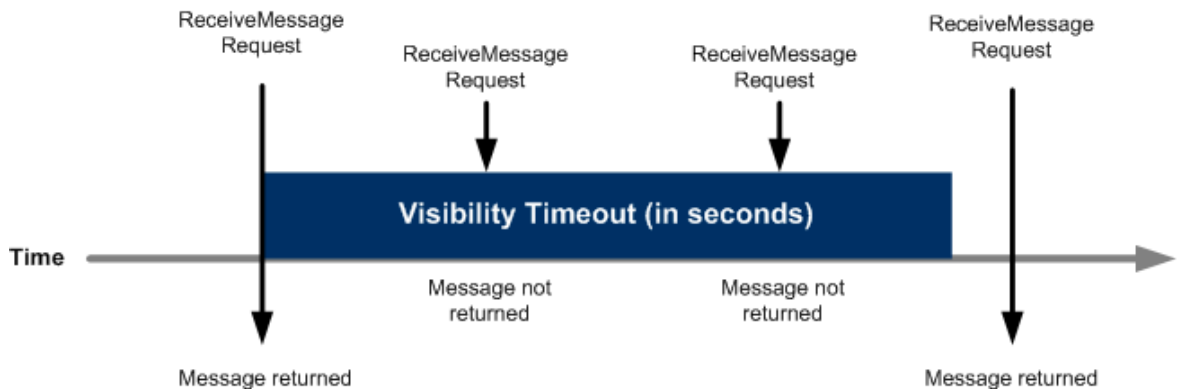 ReceiveMessage
Request
ReceiveMessage
Request
ReceiveMessage
Request
ReceiveMessage
Request
Visibility Timeout (in seconds)
Time
Message not
returned
Message not
returned
Message returned
Message returned